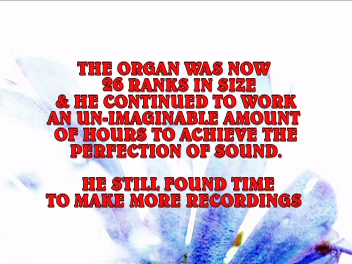 THE ORGAN WAS NOW
26 RANKS IN SIZE
& HE CONTINUED TO WORK
AN UN-IMAGINABLE AMOUNT
OF HOURS TO ACHIEVE THE
PERFECTION OF SOUND.
HE STILL FOUND TIME
TO MAKE MORE RECORDINGS